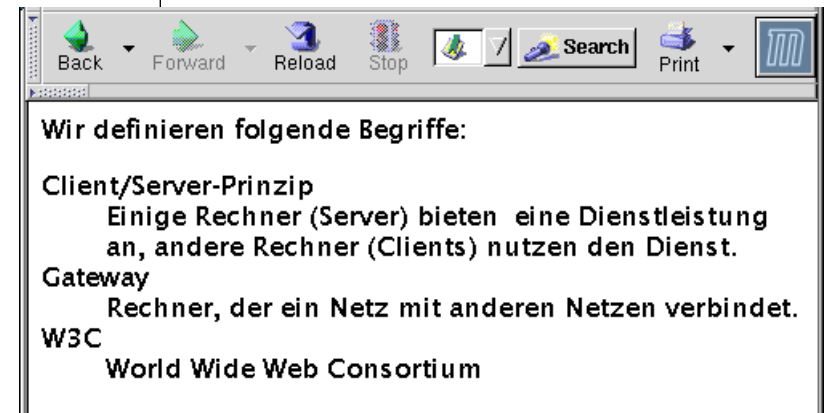 Back Forward Reload Stop Search Print
Wir definieren folgende Begriffe:
Client/Server-Prinzip
Einige Rechner (Server) bieten eine Dienstleistung
an, andere Rechner (Clients) nutzen den Dienst.
Gateway
Rechner, der ein Netz mit anderen Netzen verbindet.
W3C
World Wide Web Consortium